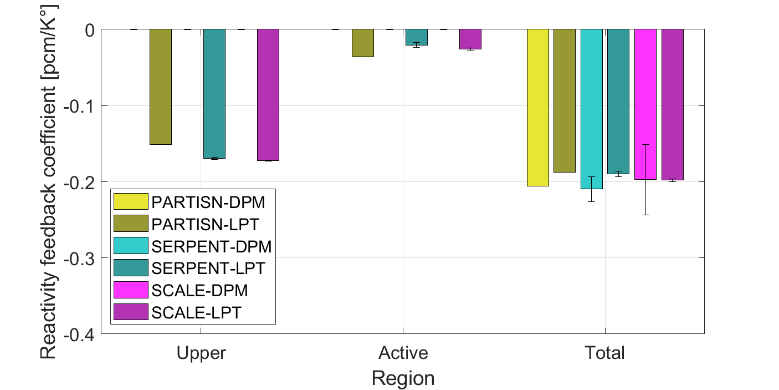 Reactivity feedback coefficient [pcm/K°]
0
-0.1
-0.2
-0.3
-0.4
PARTISN-DPM
PARTISN-LPT
SERPENT-DPM
SERPENT-LPT
SCALE-DPM
SCALE-LPT
Upper
Active
Total
Region